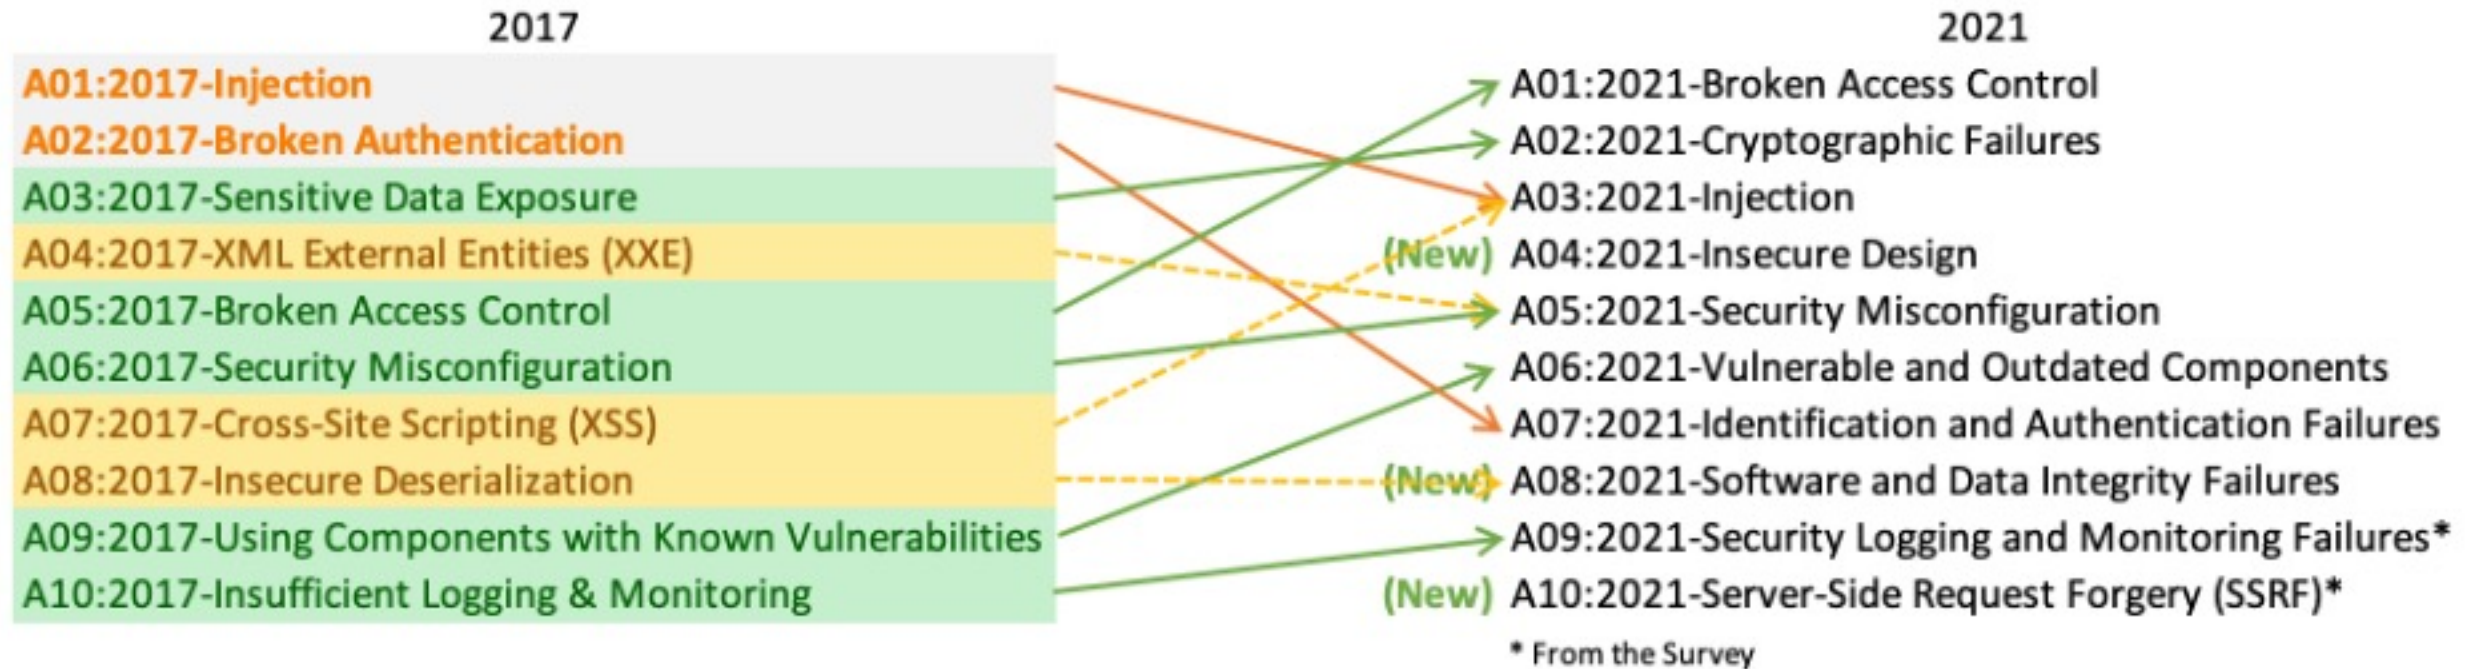 2017
A01:2017-Injection
A02:2017-Broken Authentication
A03:2017-Sensitive Data Exposure
A04:2017-XML External Entities (XXE)
A05:2017-Broken Access Control
A06:2017-Security Misconfiguration
A07:2017-Cross-Site Scripting (XSS)
A08:2017-Insecure Deserialization
A09:2017-Using Components with Known Vulnerabilities
A10:2017-Insufficient Logging & Monitoring
2021
A01:2021-Broken Access Control
A02:2021-Cryptographic Failures
A03:2021-Injection
(New) A04:2021-Insecure Design
A05:2021-Security Misconfiguration
A06:2021-Vulnerable and Outdated Components
A07:2021-Identification and Authentication Failures
(New) A08:2021-Software and Data Integrity Failures
A09:2021-Security Logging and Monitoring Failures*
(New) A10:2021-Server-Side Request Forgery (SSRF)*
* From the Survey